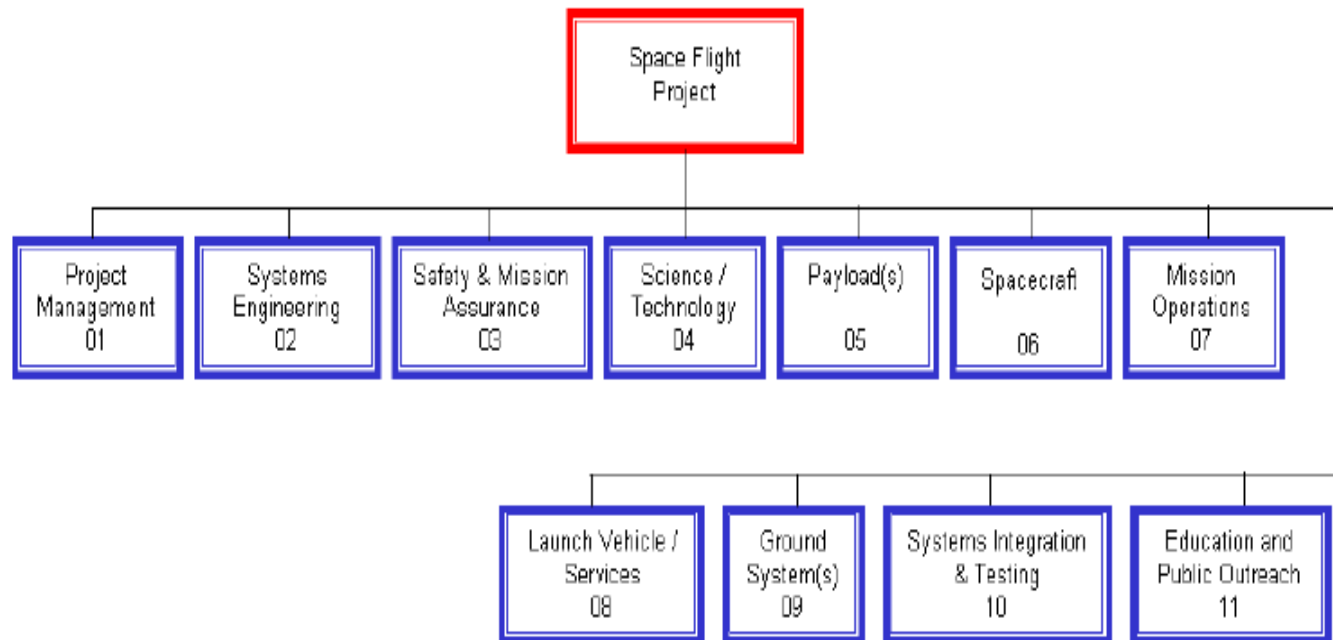 Space Flight
Project
Project
Management
01
Systems
Engineering
02
Safety & Mission
Assurance
03
Science /
Technology
04
Payload(s)
05
Spacecraft
06
Mission
Operations
07
Launch Vehicle /
Services
08
Ground
System(s)
09
Systems Integration
& Testing
10
Education and
Public Outreach
11